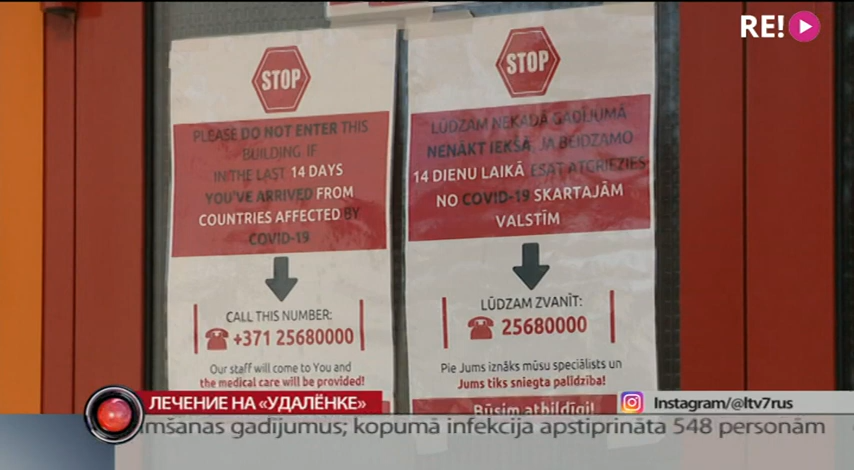 RE!
STOP
PLEASE DO NOT ENTER THIS
BUILDING IF
IN THE LAST 14 DAYS
YOU'VE ARRIVED FROM
COUNTRIES AFFECTED BY
COVID-19
CALL THIS NUMBER:
+371 25680000
Our staff will come to You and
the medical care will be provided!
STOP
LŪDZAM NEKĀDĀ GADĪJUMĀ
NENĀKT IEKŠĀ, JA BEIDZAMO
14 DIENU LAIKĀ ESAT ATGRIEZIES
NO COVID-19 SKARTAJĀM
VALSTĪM
LŪDZAM ZVANĪT:
25680000
Pie Jums iznāks mūsu speciālists un
Jums tiks sniegta palīdzība!
Būsim atbildīgi!
ЛЕЧЕНИЕ НА «УДАЛЁНКЕ»
Instagram/@ltv7rus
mšanas gadījumus; kopumā infekcija apstiprināta 548 personām